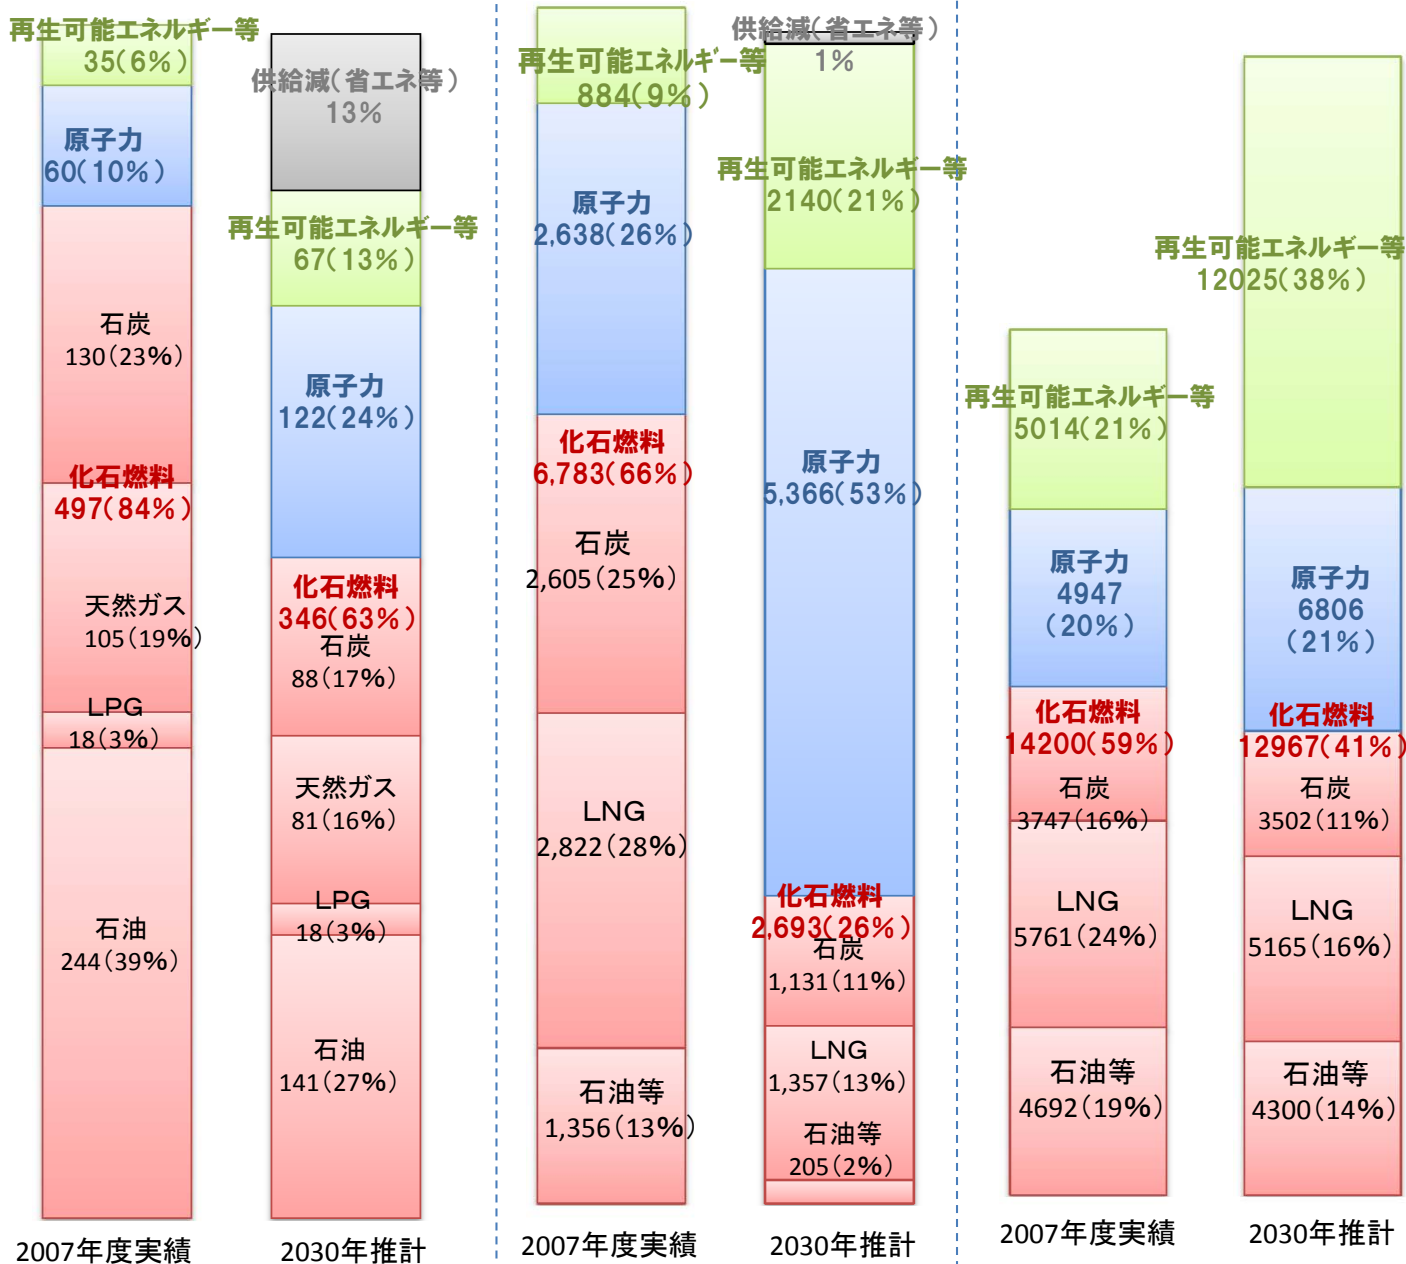 再生可能エネルギー等
35(6%)
原子力
60(10%)
石炭
130(23%)
化石燃料
497(84%)
天然ガス
105(19%)
LPG
18(3%)
石油
244(39%)
2007年度実績
供給減(省エネ等)
13%
再生可能エネルギー等
67(13%)
原子力
122(24%)
化石燃料
346(63%)
石炭
88(17%)
天然ガス
81(16%)
LPG
18(3%)
石油
141(27%)
2030年推計
再生可能エネルギー等
884(9%)
原子力
2,638(26%)
化石燃料
6,783(66%)
石炭
2,605(25%)
LNG
2,822(28%)
石油等
1,356(13%)
2007年度実績
供給減(省エネ等)
1%
再生可能エネルギー等
2140(21%)
原子力
5,366(53%)
化石燃料
2,693(26%)
石炭
1,131(11%)
LNG
1,357(13%)
石油等
205(2%)
2030年推計
再生可能エネルギー等
5014(21%)
原子力
4947
(20%)
化石燃料
14200(59%)
石炭
3747(16%)
LNG
5761(24%)
石油等
4692(19%)
2007年度実績
再生可能エネルギー等
12025(38%)
原子力
6806
(21%)
化石燃料
12967(41%)
石炭
3502(11%)
LNG
5165(16%)
石油等
4300(14%)
2030年推計